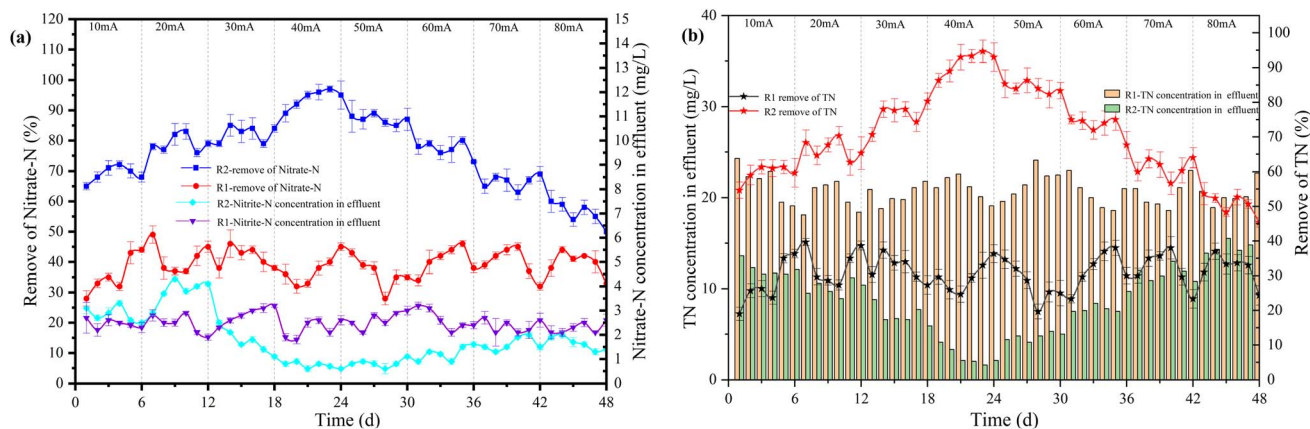 (a)
10mA 20mA 30mA 40mA 50mA 60mA 70mA 80mA
120
110
100
90
80
70
60
50
40
30
20
10
0
Remove of Nitrate-N (%)
15
14
13
12
11
10
9
8
7
6
5
4
3
2
1
0
Nitrate-N concentration in effluent (mg/L)
R2-remove of Nitrate-N
R1-remove of Nitrate-N
R2-Nitrite-N concentration in effluent
R1-Nitrite-N concentration in effluent
0 6 12 18 24 30 36 42 48
Time (d)
(b)
10mA 20mA 30mA 40mA 50mA 60mA 70mA 80mA
40
30
20
10
0
TN concentration in effluent (mg/L)
100
90
80
70
60
50
40
30
20
10
0
Remove of TN (%)
R1 remove of TN
R2 remove of TN
R1-TN concentration in effluent
R2-TN concentration in effluent
0 6 12 18 24 30 36 42 48
Time (d)